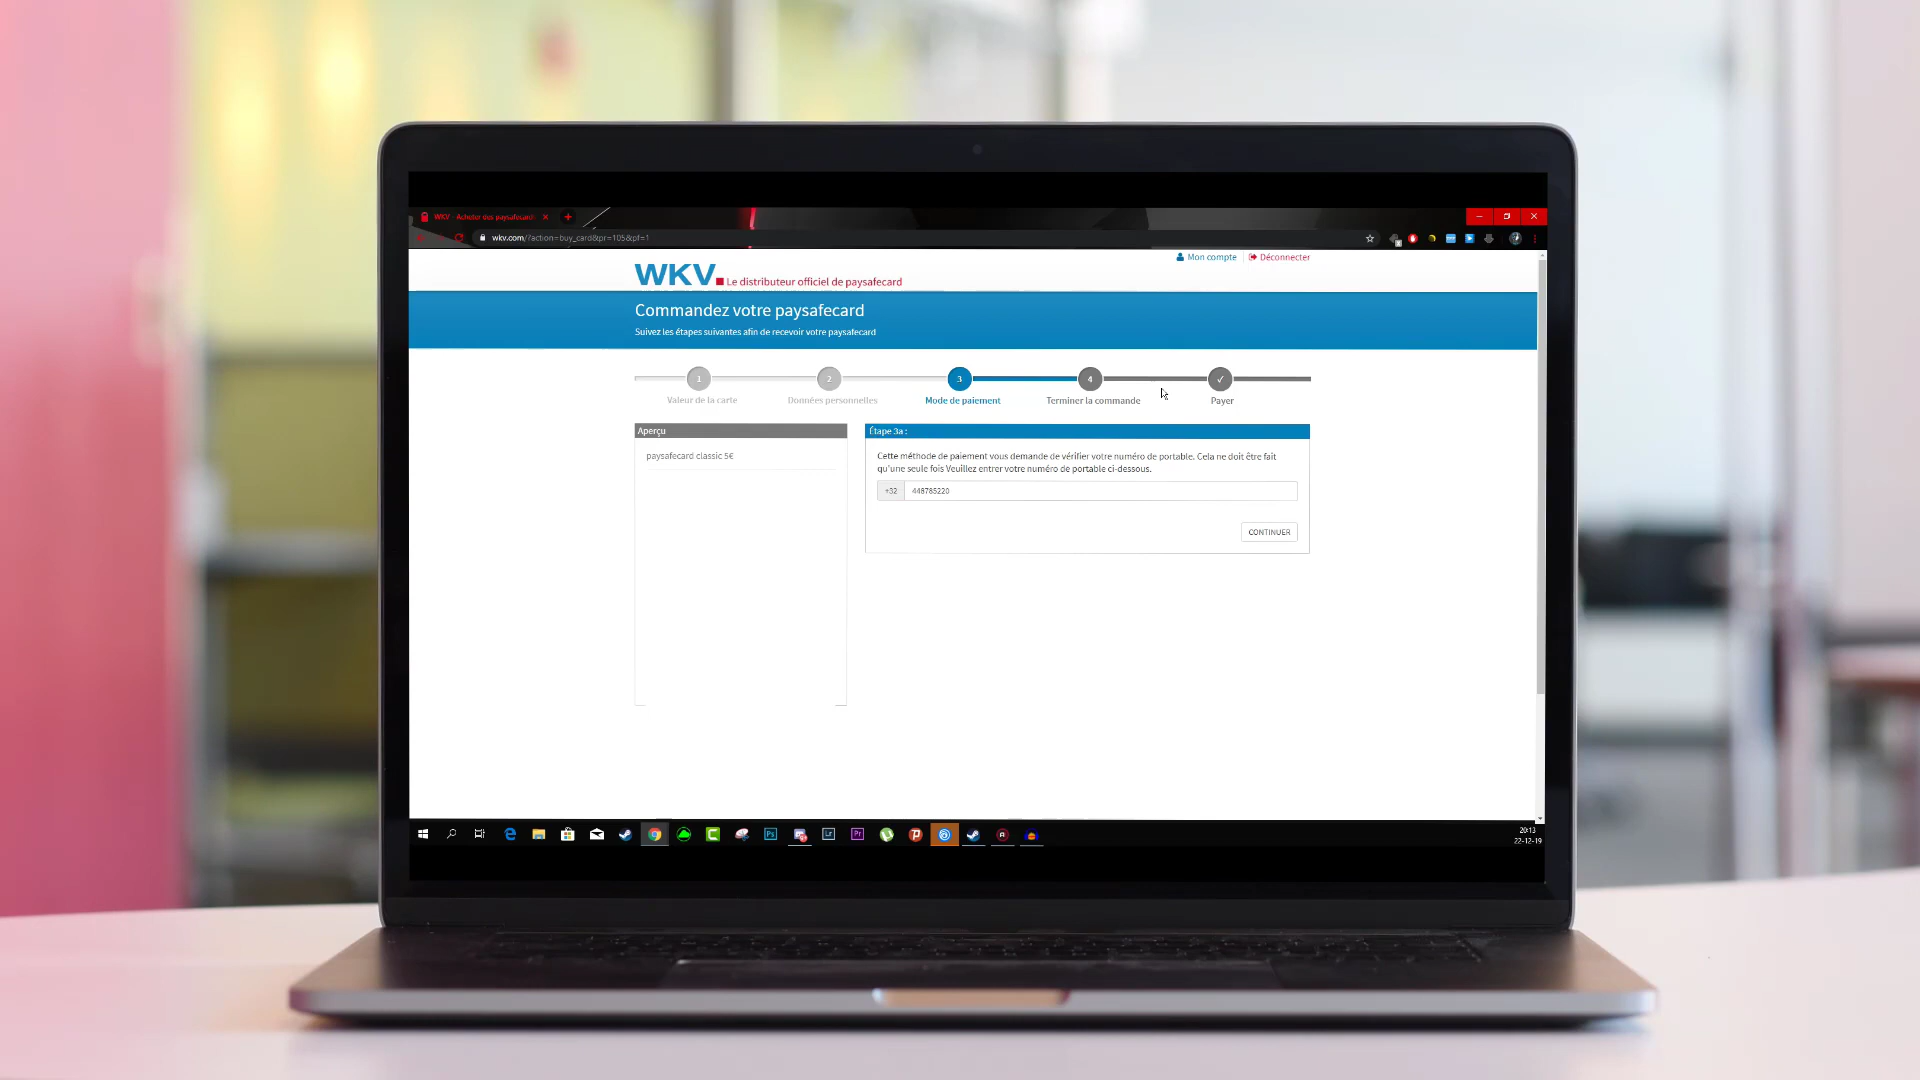 WKV - Acheter des paysafecard
wkv.com/?action=buy_card&pr=105&pf=1
Mon compte
Déconnecter
WKV Le distributeur officiel de paysafecard
Commandez votre paysafecard
Suivez les étapes suivantes afin de recevoir votre paysafecard
1 2 3 4 ✓
Valeur de la carte Données personnelles Mode de paiement Terminer la commande Payer
Aperçu
paysafecard classic 5€
Étape 3a :
Cette méthode de paiement vous demande de vérifier votre numéro de portable. Cela ne doit être fait
qu'une seule fois Veuillez entrer votre numéro de portable ci-dessous.
+32 448785220
CONTINUER
Ps Lr Pr
20:13
22-12-19